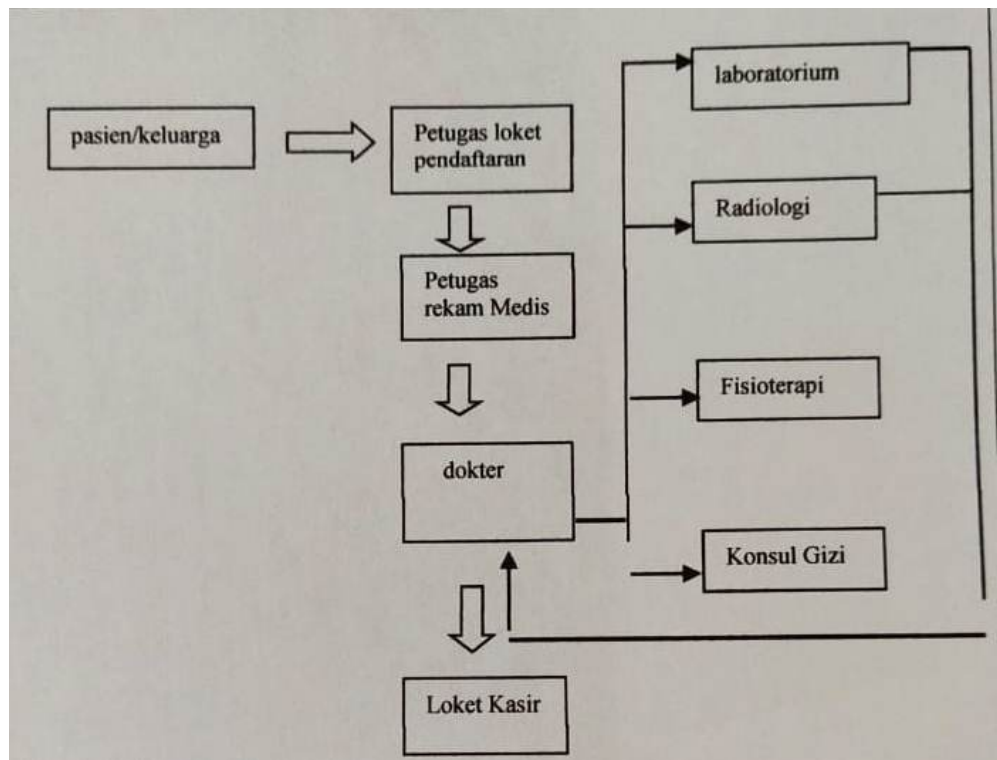 pasien/keluarga
Petugas loket
pendaftaran
Petugas
rekam Medis
dokter
Loket Kasir
laboratorium
Radiologi
Fisioterapi
Konsul Gizi